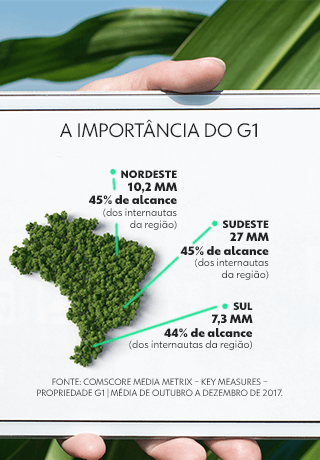 A IMPORTÂNCIA DO G1
NORDESTE
10,2 MM
45% de alcance
(dos internautas
da região)
SUDESTE
27 MM
45% de alcance
(dos internautas
da região)
SUL
7,3 MM
44% de alcance
(dos internautas da região)
FONTE: COMSCORE MEDIA METRIX – KEY MEASURES –
PROPRIEDADE G1 | MÉDIA DE OUTUBRO A DEZEMBRO DE 2017.